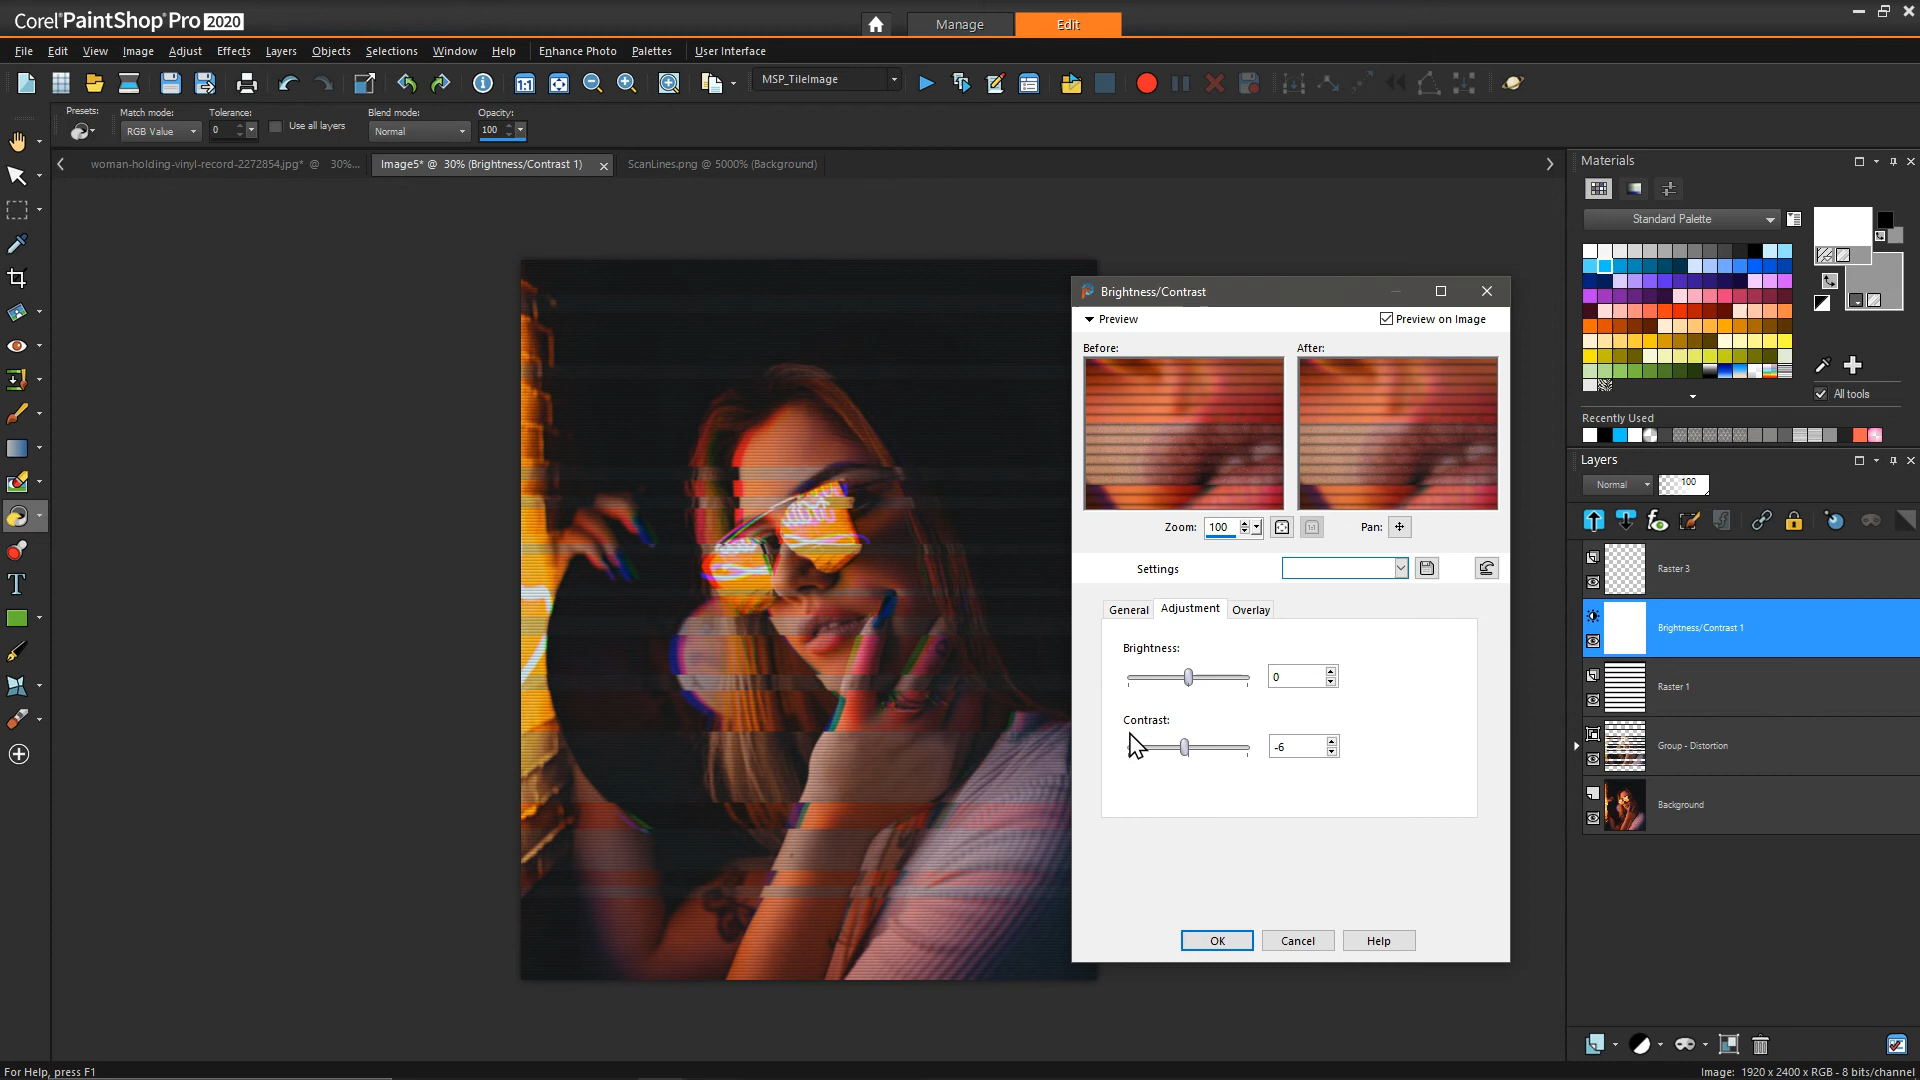 Corel PaintShop Pro 2020
Manage
Edit
File Edit View Image Adjust Effects Layers Objects Selections Window Help Enhance Photo Palettes User Interface
MSP_TileImage
Presets:
Match mode:
Tolerance:
Blend mode:
Opacity:
RGB Value
0
Use all layers
Normal
100
woman-holding-vinyl-record-2272854.jpg* @ 30%...
Image5* @ 30% (Brightness/Contrast 1)
ScanLines.png @ 5000% (Background)
Materials
Standard Palette
All tools
Recently Used
Layers
Normal
100
Raster 3
Brightness/Contrast 1
Raster 1
Group - Distortion
Background
Brightness/Contrast
Preview
Preview on Image
Before:
After:
Zoom: 100
Pan:
Settings
General
Adjustment
Overlay
Brightness:
0
Contrast:
-6
OK
Cancel
Help
For Help, press F1
Image: 1920 x 2400 x RGB - 8 bits/channel